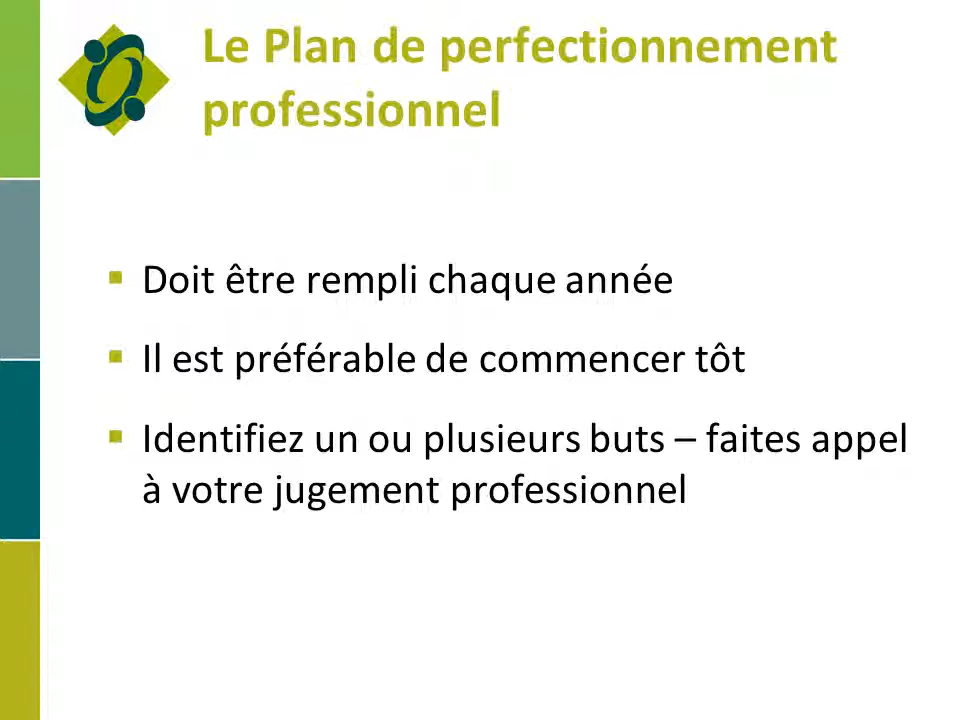 Le Plan de perfectionnement
professionnel
Doit être rempli chaque année
Il est préférable de commencer tôt
Identifiez un ou plusieurs buts – faites appel
à votre jugement professionnel